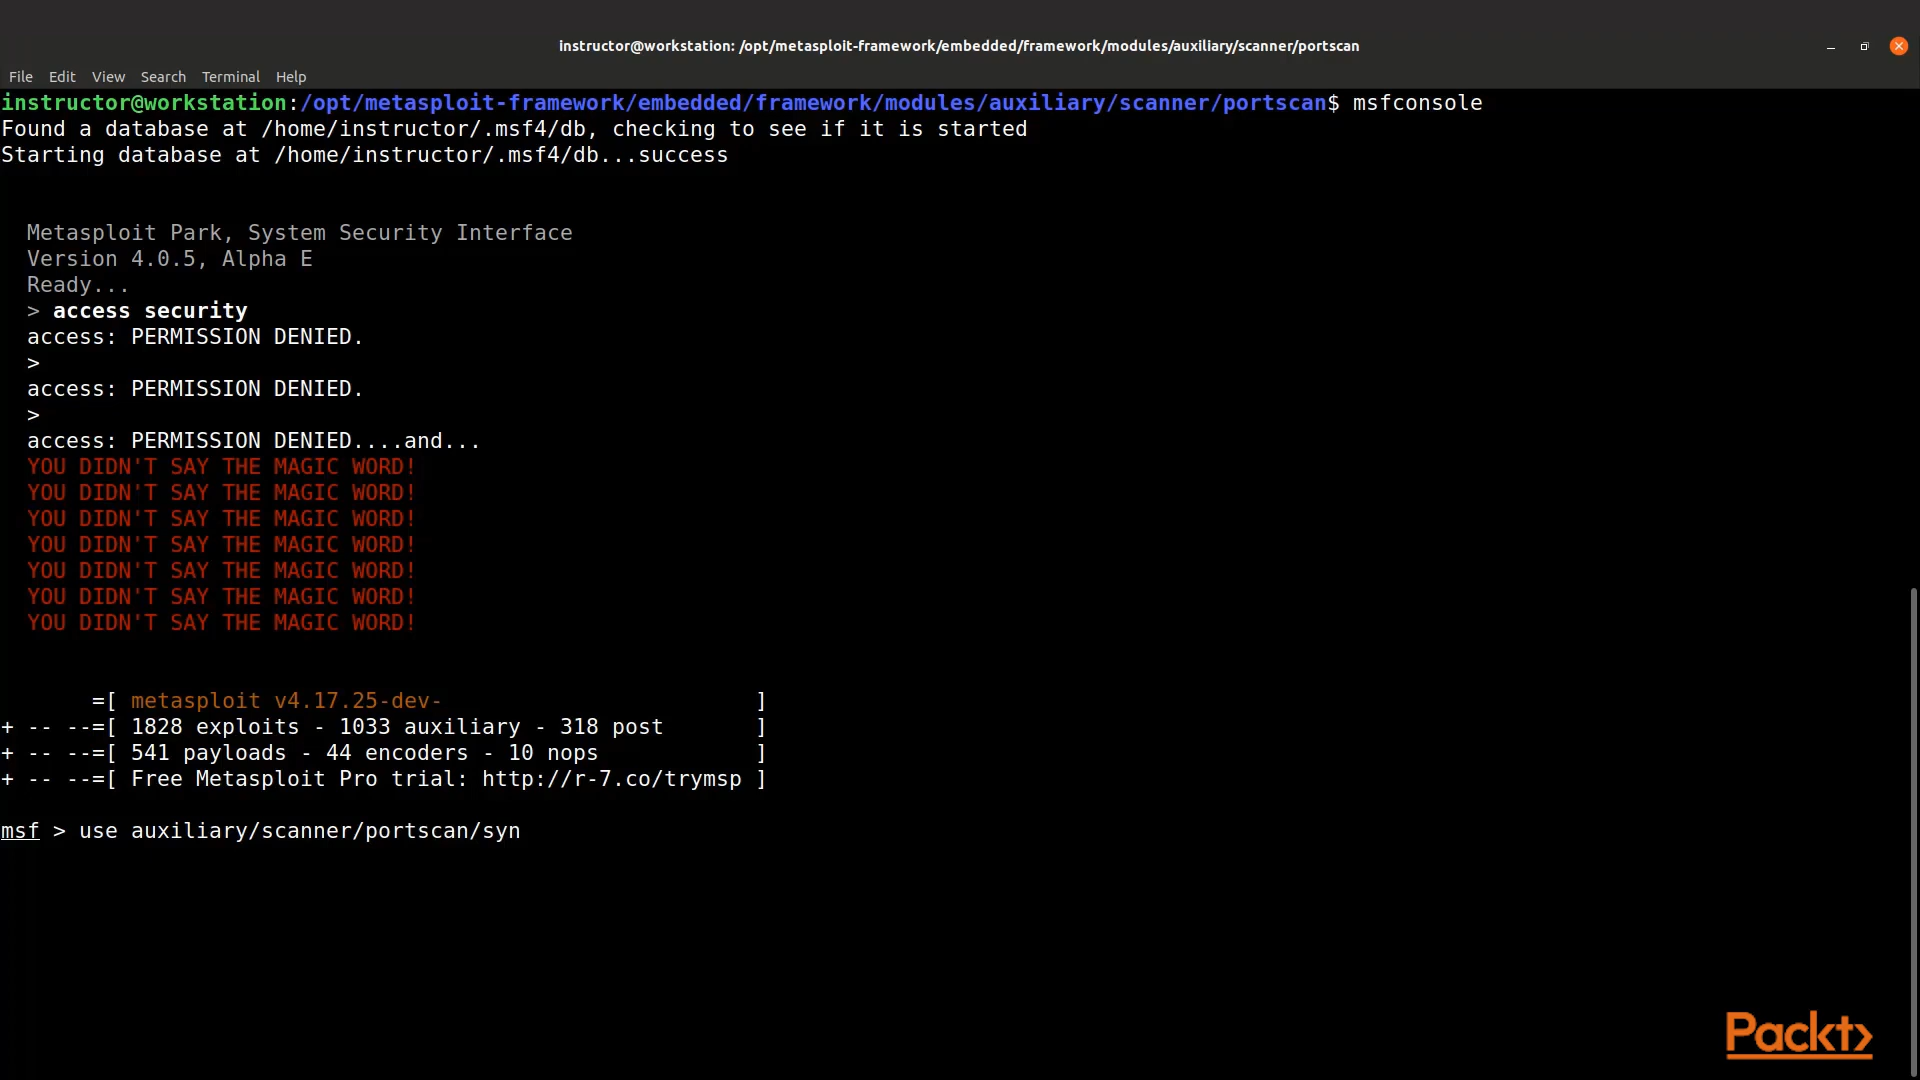 instructor@workstation: /opt/metasploit-framework/embedded/framework/modules/auxiliary/scanner/portscan
File Edit View Search Terminal Help
instructor@workstation:/opt/metasploit-framework/embedded/framework/modules/auxiliary/scanner/portscan$ msfconsole
Found a database at /home/instructor/.msf4/db, checking to see if it is started
Starting database at /home/instructor/.msf4/db...success
Metasploit Park, System Security Interface
Version 4.0.5, Alpha E
Ready...
> access security
access: PERMISSION DENIED.
>
access: PERMISSION DENIED.
>
access: PERMISSION DENIED....and...
YOU DIDN'T SAY THE MAGIC WORD!
YOU DIDN'T SAY THE MAGIC WORD!
YOU DIDN'T SAY THE MAGIC WORD!
YOU DIDN'T SAY THE MAGIC WORD!
YOU DIDN'T SAY THE MAGIC WORD!
YOU DIDN'T SAY THE MAGIC WORD!
YOU DIDN'T SAY THE MAGIC WORD!
=[ metasploit v4.17.25-dev- ]
+ -- --=[ 1828 exploits - 1033 auxiliary - 318 post ]
+ -- --=[ 541 payloads - 44 encoders - 10 nops ]
+ -- --=[ Free Metasploit Pro trial: http://r-7.co/trymsp ]
msf > use auxiliary/scanner/portscan/syn
Packt>